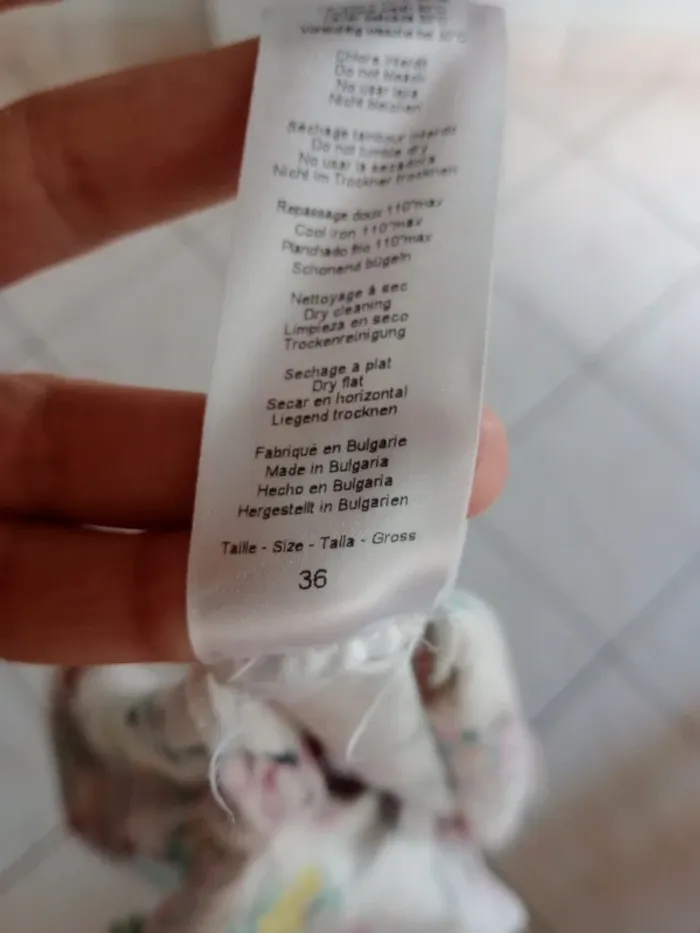 Chlore interdit
Do not bleach
No usar lejia
Nicht bleichen
Séchage tambour interdit
Do not tumble dry
No usar la secadora
Nicht im Trockner trocknen
Repassage doux 110°max
Cool iron 110°max
Planchado frio 110°max
Schonend bügeln
Nettoyage à sec
Dry cleaning
Limpieza en seco
Trockenreinigung
Sechage a plat
Dry flat
Secar en horizontal
Liegend trocknen
Fabriqué en Bulgarie
Made in Bulgaria
Hecho en Bulgaria
Hergestellt in Bulgarien
Taille - Size - Talla - Gross
36